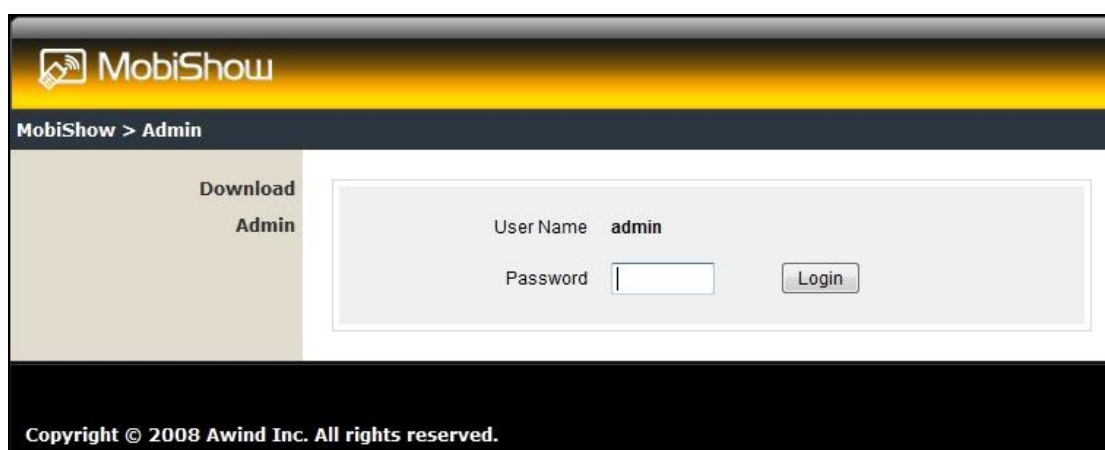 MobiShow
MobiShow > Admin
Download
Admin
User Name admin
Password Login
Copyright © 2008 Awind Inc. All rights reserved.